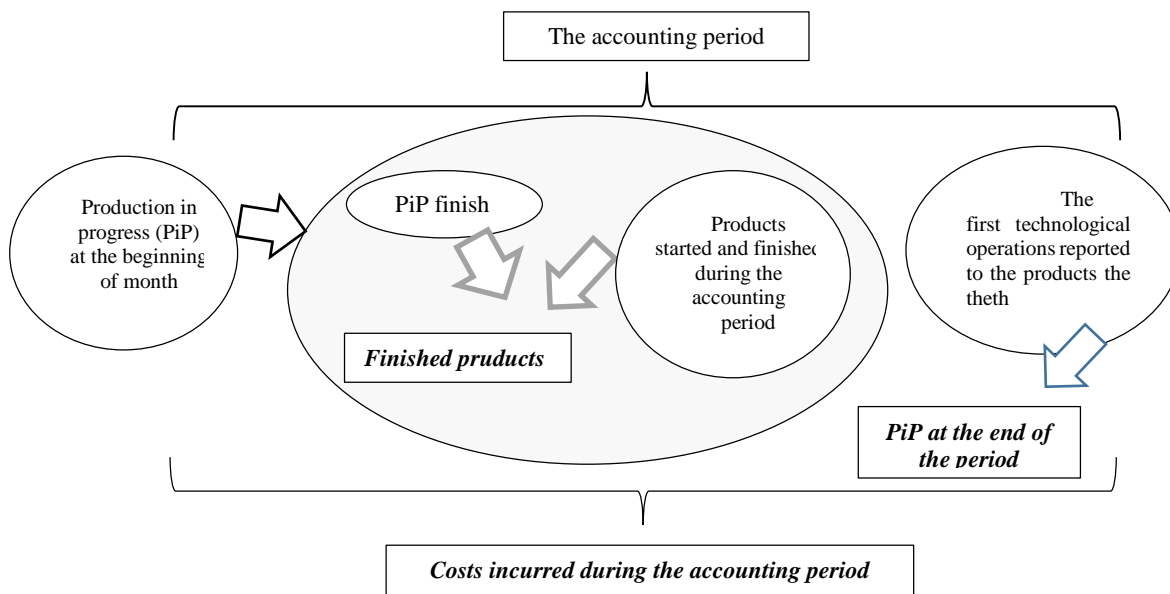 The accounting period
Production in
progress (PiP)
at the beginning
of month
PiP finish
Products
started and finished
during the
accounting
period
The
first technological
operations reported
to the products the
theth
Finished pruducts
PiP at the end of
the period
Costs incurred during the accounting period